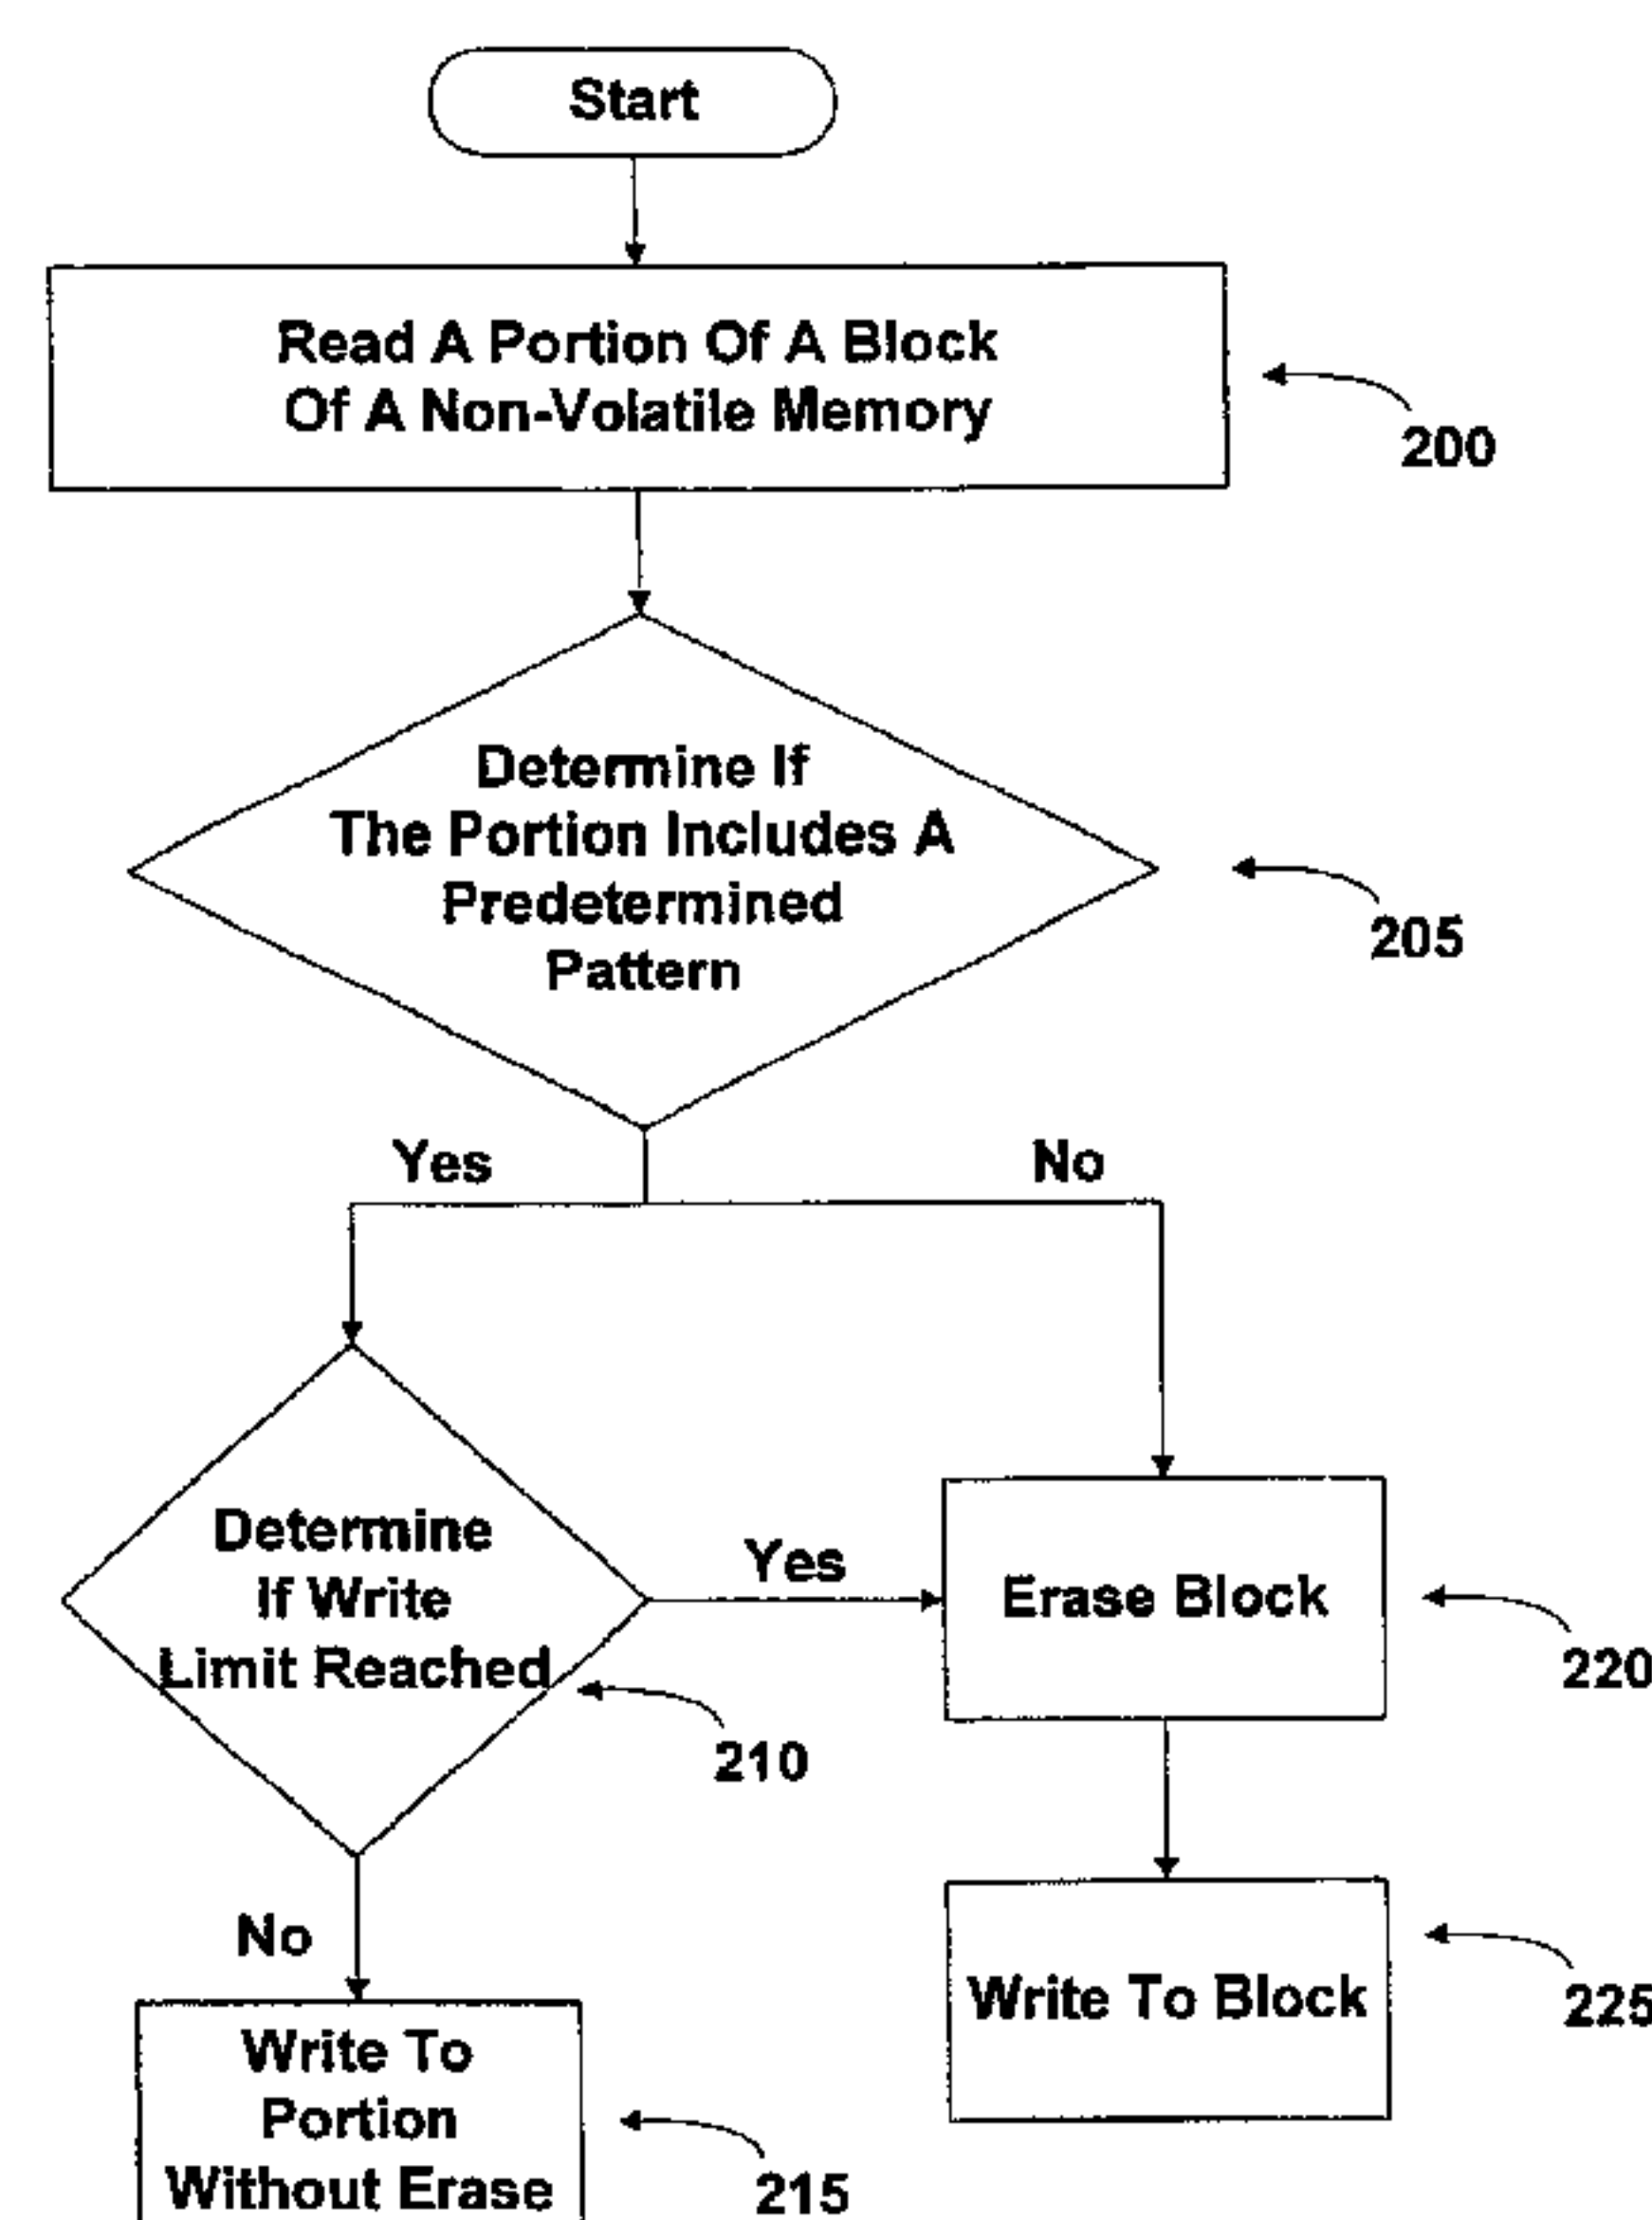 Start
Read A Portion Of A Block
Of A Non-Volatile Memory
200
Determine If
The Portion Includes A
Predetermined
Pattern
205
Yes
No
Determine
If Write
Limit Reached
210
Yes
Erase Block
220
No
Write To Block
225
Write To
Portion
Without Erase
215